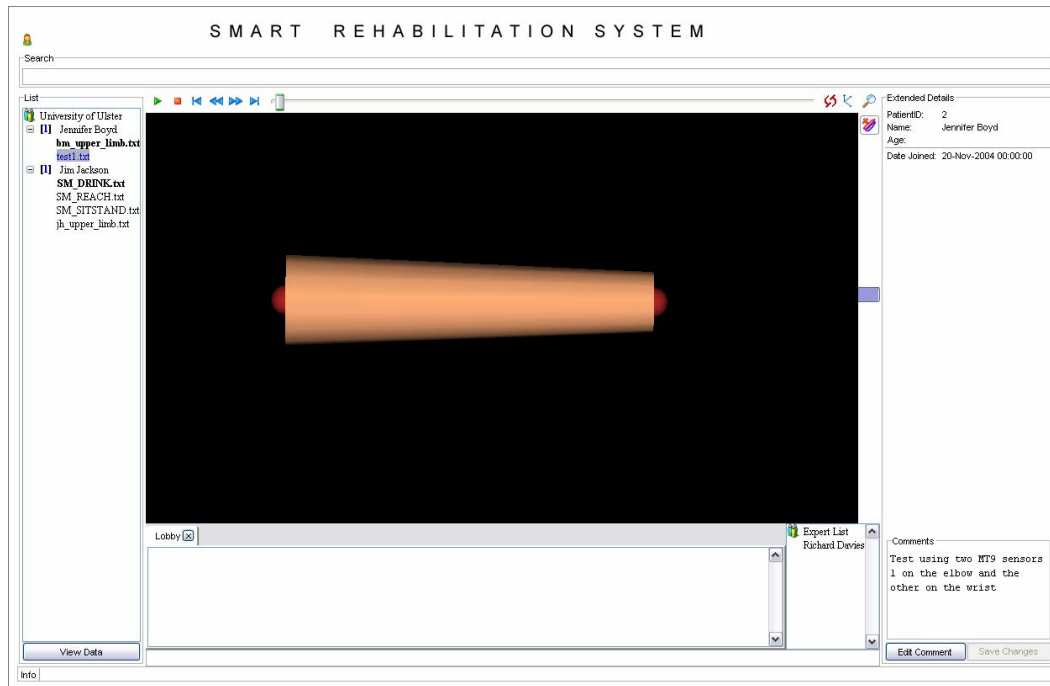 SMART REHABILITATION SYSTEM
Search
List
University of Ulster
[1] Jennifer Boyd
bm_upper_limb.txt
test1.txt
[1] Jim Jackson
SM_DRINK.txt
SM_REACH.txt
SM_SITSTAND.txt
jh_upper_limb.txt
View Data
Lobby
Expert List
Richard Davies
Extended Details
PatientID: 2
Name: Jennifer Boyd
Age:
Date Joined: 20-Nov-2004 00:00:00
Comments
Test using two MT9 sensors
1 on the elbow and the
other on the wrist
Edit Comment
Save Changes
Info